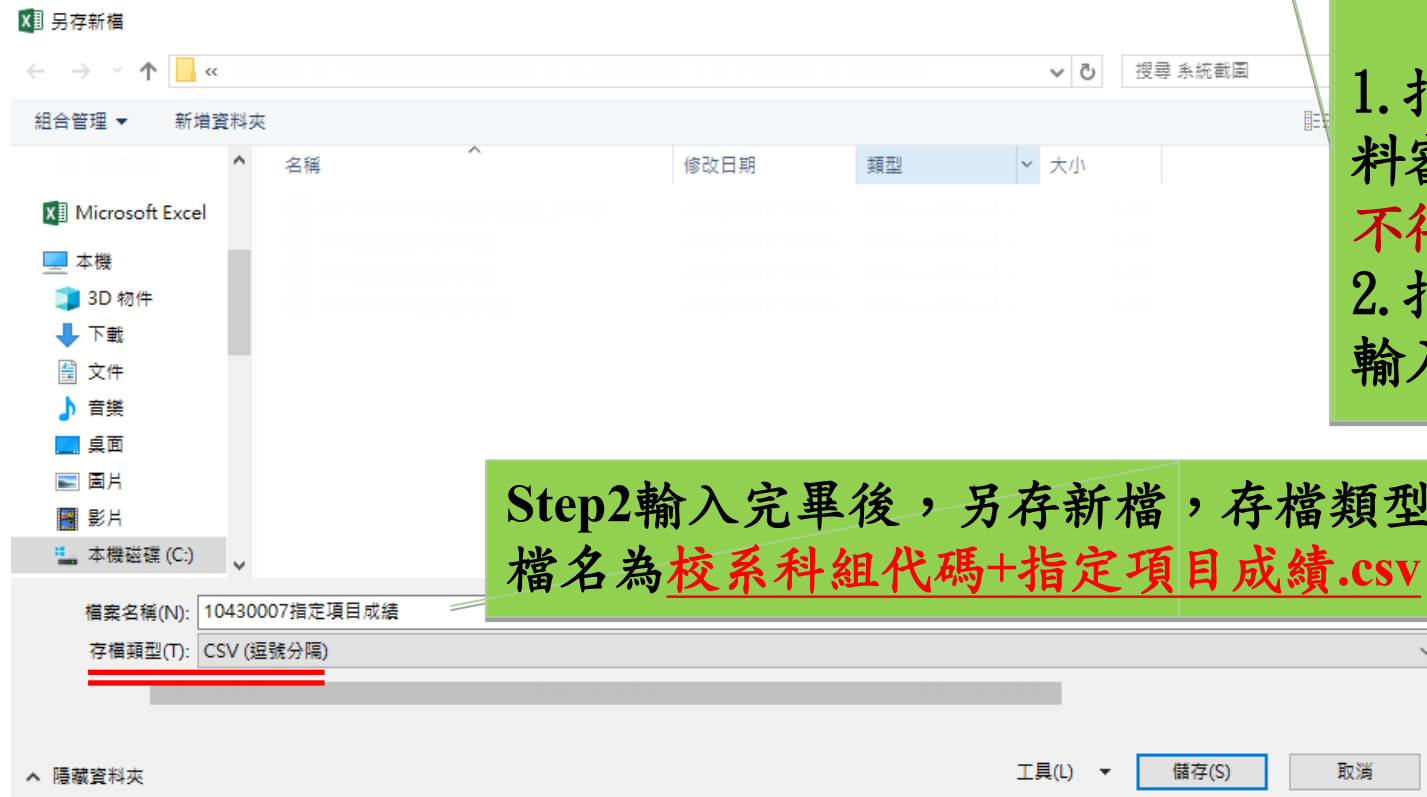 另存新檔
«
搜尋 系統截圖
組合管理
新增資料夾
名稱
修改日期
類型
大小
Microsoft Excel
本機
3D 物件
下載
文件
音樂
桌面
圖片
影片
本機磁碟 (C:)
1.
料
不
2.
輸入
Step2輸入完畢後，另存新檔，存檔類型
檔名為校系科組代碼+指定項目成績.csv
檔案名稱(N): 10430007指定項目成績
存檔類型(T): CSV (逗號分隔)
隱藏資料夾
工具(L)
儲存(S)
取消